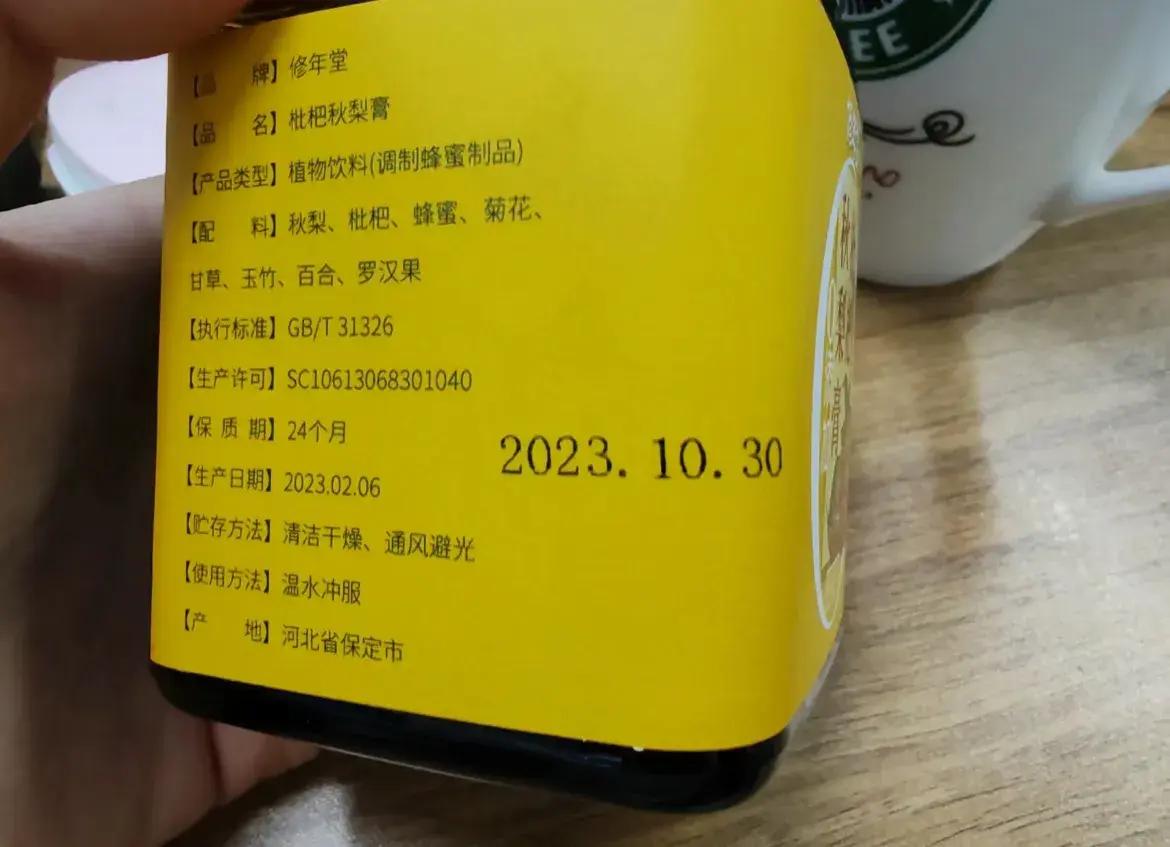 【品 牌】修年堂
【品 名】枇杷秋梨膏
【产品类型】植物饮料(调制蜂蜜制品)
【配 料】秋梨、枇杷、蜂蜜、菊花、
甘草、玉竹、百合、罗汉果
【执行标准】GB/T 31326
【生产许可】SC10613068301040
【保 质 期】24个月
【生产日期】2023.02.06
2023. 10. 30
【贮存方法】清洁干燥、通风避光
【使用方法】温水冲服
【产 地】河北省保定市
EE
秋梨膏